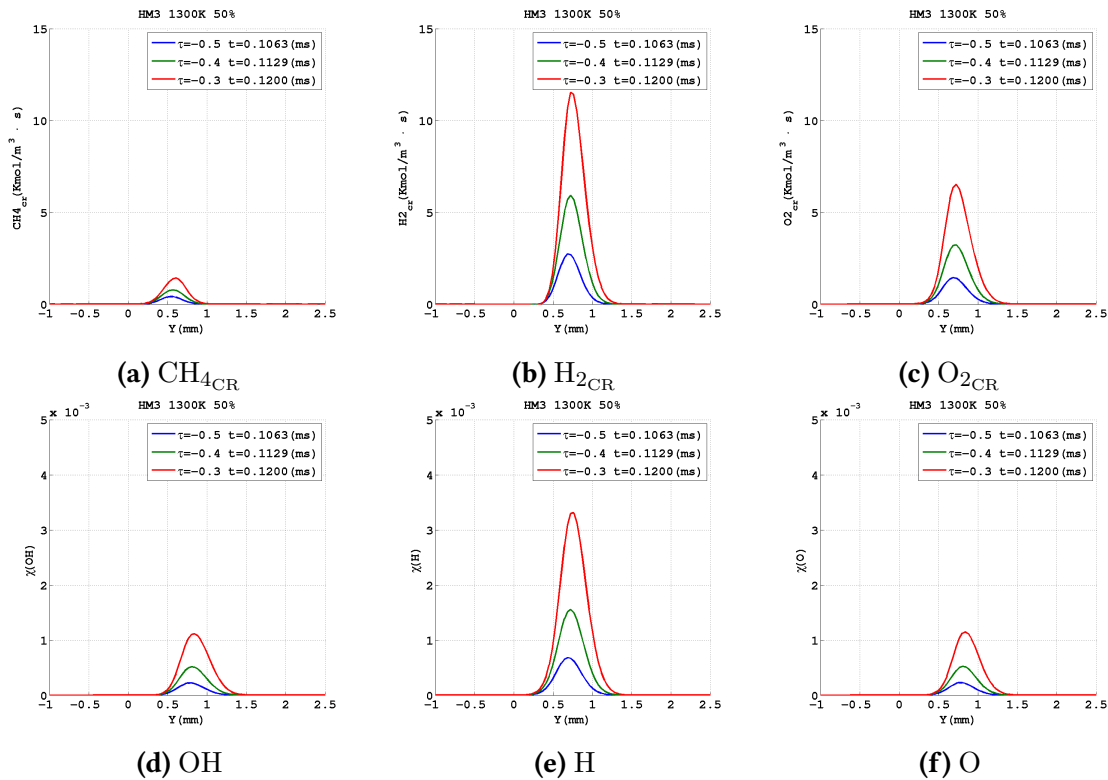 HM3 1300K 50%
15
10
5
0
CH4cr(Kmol/m³ · s)
τ=−0.5 t=0.1063(ms)
τ=−0.4 t=0.1129(ms)
τ=−0.3 t=0.1200(ms)
−1 −0.5 0 0.5 1 1.5 2 2.5
Y(mm)
(a) CH₄CR
HM3 1300K 50%
15
10
5
0
H2cr(Kmol/m³ · s)
τ=−0.5 t=0.1063(ms)
τ=−0.4 t=0.1129(ms)
τ=−0.3 t=0.1200(ms)
−1 −0.5 0 0.5 1 1.5 2 2.5
Y(mm)
(b) H₂CR
HM3 1300K 50%
15
10
5
0
O2cr(Kmol/m³ · s)
τ=−0.5 t=0.1063(ms)
τ=−0.4 t=0.1129(ms)
τ=−0.3 t=0.1200(ms)
−1 −0.5 0 0.5 1 1.5 2 2.5
Y(mm)
(c) O₂CR
x 10⁻³
HM3 1300K 50%
5
4
3
2
1
0
χ(OH)
τ=−0.5 t=0.1063(ms)
τ=−0.4 t=0.1129(ms)
τ=−0.3 t=0.1200(ms)
−1 −0.5 0 0.5 1 1.5 2 2.5
Y(mm)
(d) OH
x 10⁻³
HM3 1300K 50%
5
4
3
2
1
0
χ(H)
τ=−0.5 t=0.1063(ms)
τ=−0.4 t=0.1129(ms)
τ=−0.3 t=0.1200(ms)
−1 −0.5 0 0.5 1 1.5 2 2.5
Y(mm)
(e) H
x 10⁻³
HM3 1300K 50%
5
4
3
2
1
0
χ(O)
τ=−0.5 t=0.1063(ms)
τ=−0.4 t=0.1129(ms)
τ=−0.3 t=0.1200(ms)
−1 −0.5 0 0.5 1 1.5 2 2.5
Y(mm)
(f) O